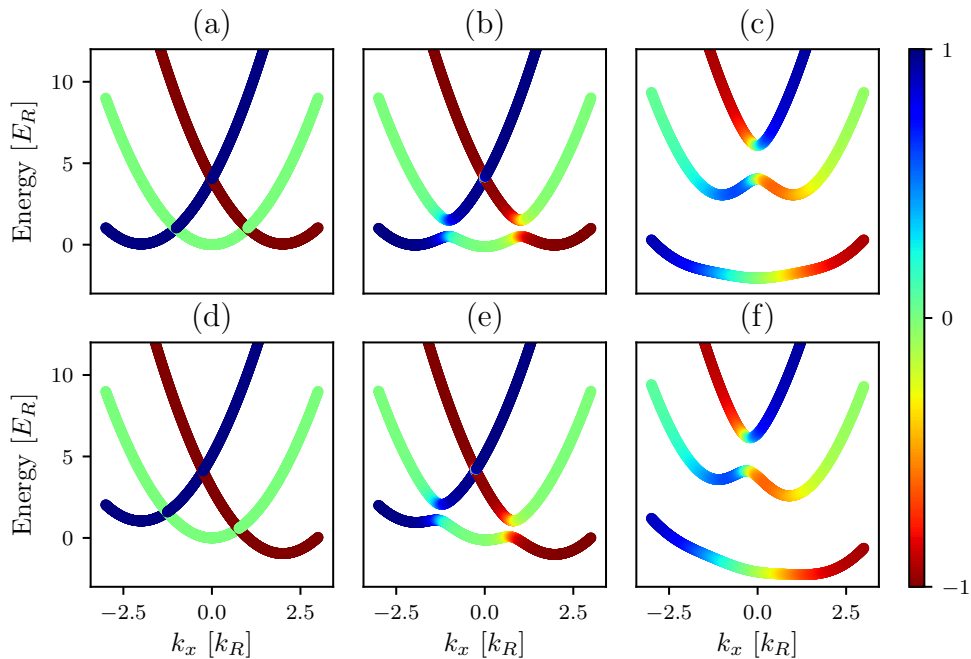 (a) (b) (c)
10
5
0
Energy [E_R]
1
0
−1
(d) (e) (f)
10
5
0
Energy [E_R]
−2.5 0.0 2.5 −2.5 0.0 2.5 −2.5 0.0 2.5
k_x [k_R] k_x [k_R] k_x [k_R]